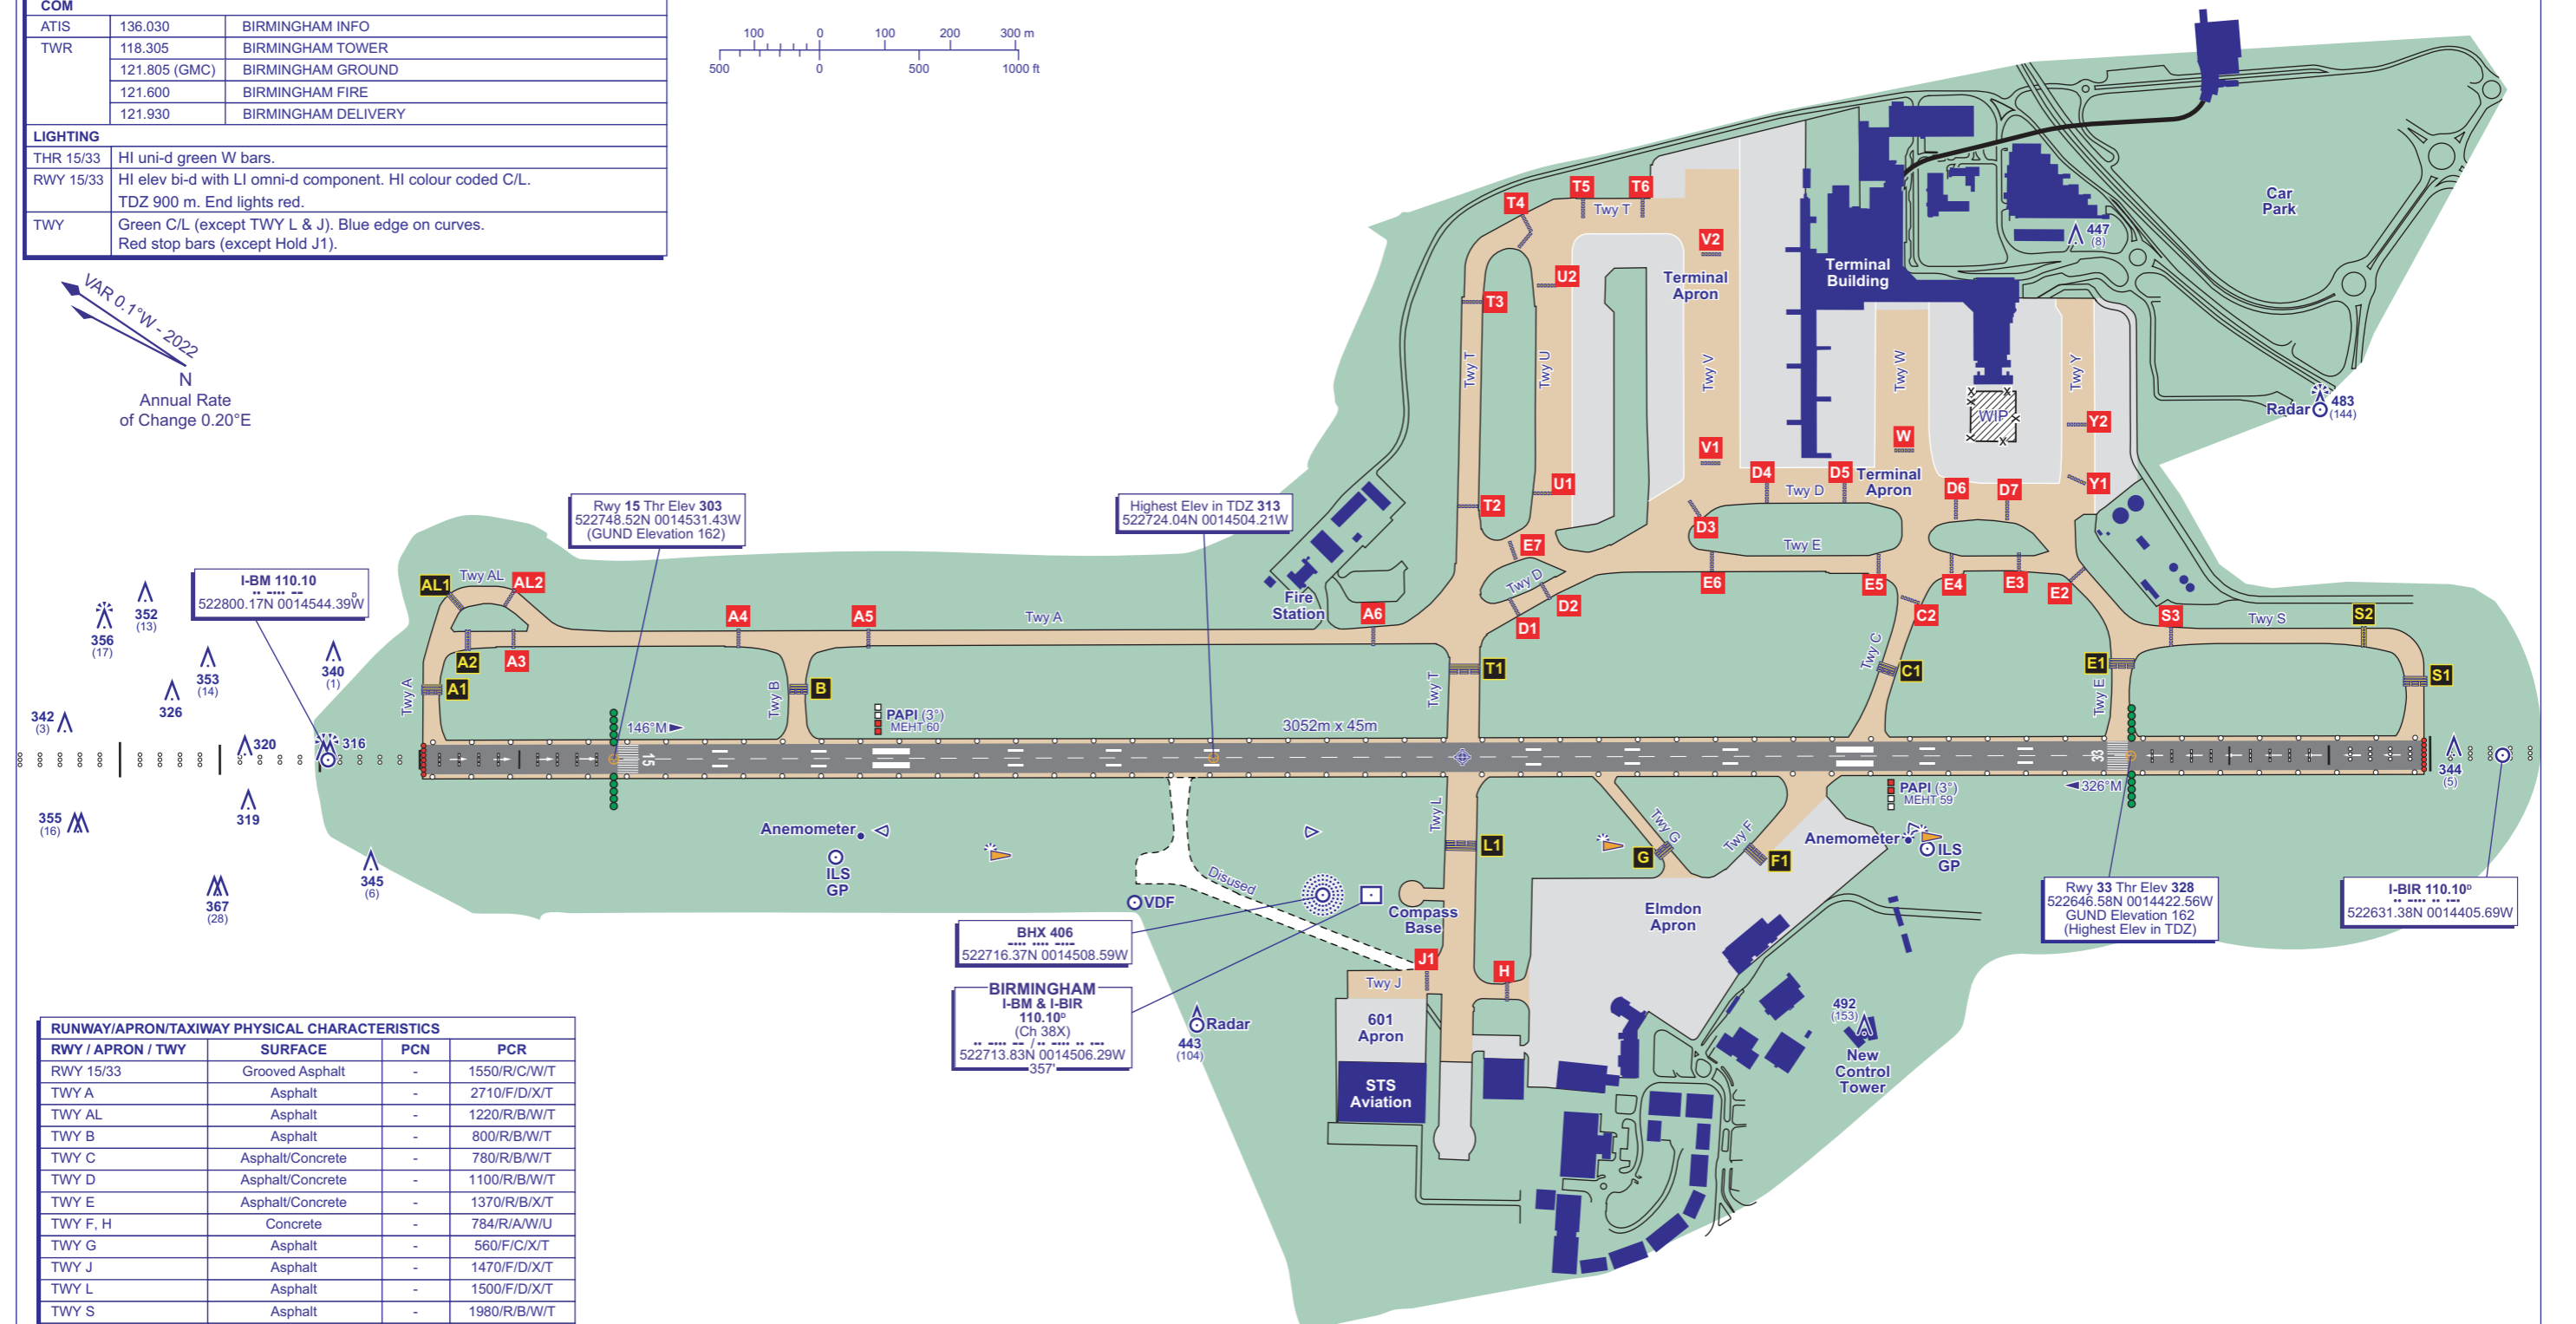 COM
ATIS 136.030 BIRMINGHAM INFO
TWR 118.305 BIRMINGHAM TOWER
121.805 (GMC) BIRMINGHAM GROUND
121.600 BIRMINGHAM FIRE
121.930 BIRMINGHAM DELIVERY
LIGHTING
THR 15/33 HI uni-d green W bars.
RWY 15/33 HI elev bi-d with LI omni-d component. HI colour coded C/L.
TDZ 900 m. End lights red.
TWY Green C/L (except TWY L & J). Blue edge on curves.
Red stop bars (except Hold J1).
100 0 100 200 300 m
500 0 500 1000 ft
VAR 0.1°W - 2022
N
Annual Rate
of Change 0.20°E
T4
T5
T6
Twy T
V2
U2
T3
Terminal
Apron
Terminal
Building
Car
Park
447
(8)
Twy T
Twy U
Twy V
Twy W
Twy Y
WIP
Radar
483
(144)
Y2
W
V1
D4
D5
Terminal
Apron
D6
D7
Y1
U1
T2
Twy D
D3
E7
Twy E
Twy D
D2
D1
E6
E5
E4
E3
E2
C2
S3
Twy S
S2
Rwy 15 Thr Elev 303
522748.52N 0014531.43W
(GUND Elevation 162)
Highest Elev in TDZ 313
522724.04N 0014504.21W
I-BM 110.10D
522800.17N 0014544.39W
352
(13)
356
(17)
353
(14)
340
(1)
326
342
(3)
320
316
355
(16)
319
345
(6)
367
(28)
AL1
Twy AL
AL2
A2
A3
A1
Twy A
A4
A5
Twy A
Fire
Station
A6
Twy B
B
T1
Twy T
Twy C
C1
E1
Twy E
S1
146°M
PAPI (3°)
MEHT 60
3052m x 45m
15
33
344
(5)
326°M
PAPI (3°)
MEHT 59
Anemometer
ILS
GP
Twy L
L1
Twy G
G
Twy F
F1
Anemometer
ILS
GP
Disused
VDF
Compass
Base
Elmdon
Apron
BHX 406
522716.37N 0014508.59W
BIRMINGHAM
I-BM & I-BIR
110.10D
(Ch 38X)
522713.83N 0014506.29W
357'
Rwy 33 Thr Elev 328
522646.58N 0014422.56W
GUND Elevation 162
(Highest Elev in TDZ)
I-BIR 110.10D
522631.38N 0014405.69W
J1
H
Twy J
Radar
443
(104)
601
Apron
STS
Aviation
492
(153)
New
Control
Tower
RUNWAY/APRON/TAXIWAY PHYSICAL CHARACTERISTICS
RWY / APRON / TWY SURFACE PCN PCR
RWY 15/33 Grooved Asphalt - 1550/R/C/W/T
TWY A Asphalt - 2710/F/D/X/T
TWY AL Asphalt - 1220/R/B/W/T
TWY B Asphalt - 800/R/B/W/T
TWY C Asphalt/Concrete - 780/R/B/W/T
TWY D Asphalt/Concrete - 1100/R/B/W/T
TWY E Asphalt/Concrete - 1370/R/B/X/T
TWY F, H Concrete - 784/R/A/W/U
TWY G Asphalt - 560/F/C/X/T
TWY J Asphalt - 1470/F/D/X/T
TWY L Asphalt - 1500/F/D/X/T
TWY S Asphalt - 1980/R/B/W/T